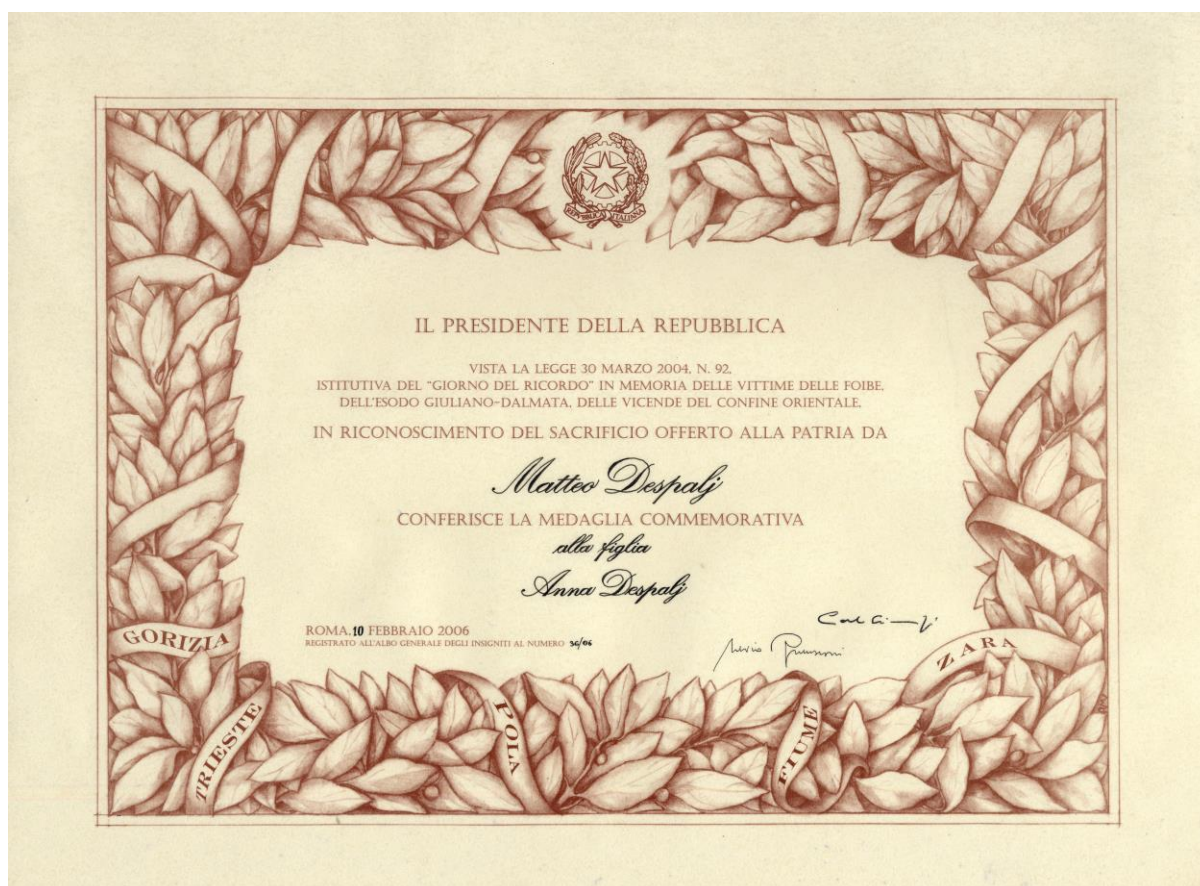 REPVBBLICA ITALIANA
IL PRESIDENTE DELLA REPUBBLICA
VISTA LA LEGGE 30 MARZO 2004, N. 92,
ISTITUTIVA DEL "GIORNO DEL RICORDO" IN MEMORIA DELLE VITTIME DELLE FOIBE,
DELL'ESODO GIULIANO-DALMATA, DELLE VICENDE DEL CONFINE ORIENTALE,
IN RICONOSCIMENTO DEL SACRIFICIO OFFERTO ALLA PATRIA DA
Matteo Despalj
CONFERISCE LA MEDAGLIA COMMEMORATIVA
alla figlia
Anna Despalj
ROMA, 10 FEBBRAIO 2006
REGISTRATO ALL'ALBO GENERALE DEGLI INSIGNITI AL NUMERO
GORIZIA
TRIESTE
POLA
FIUME
ZARA